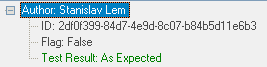 Author: Stanislav Lem
ID: 2df0f399-84d7-4e9d-8c07-b84b5d11e6b3
Flag: False
Test Result: As Expected